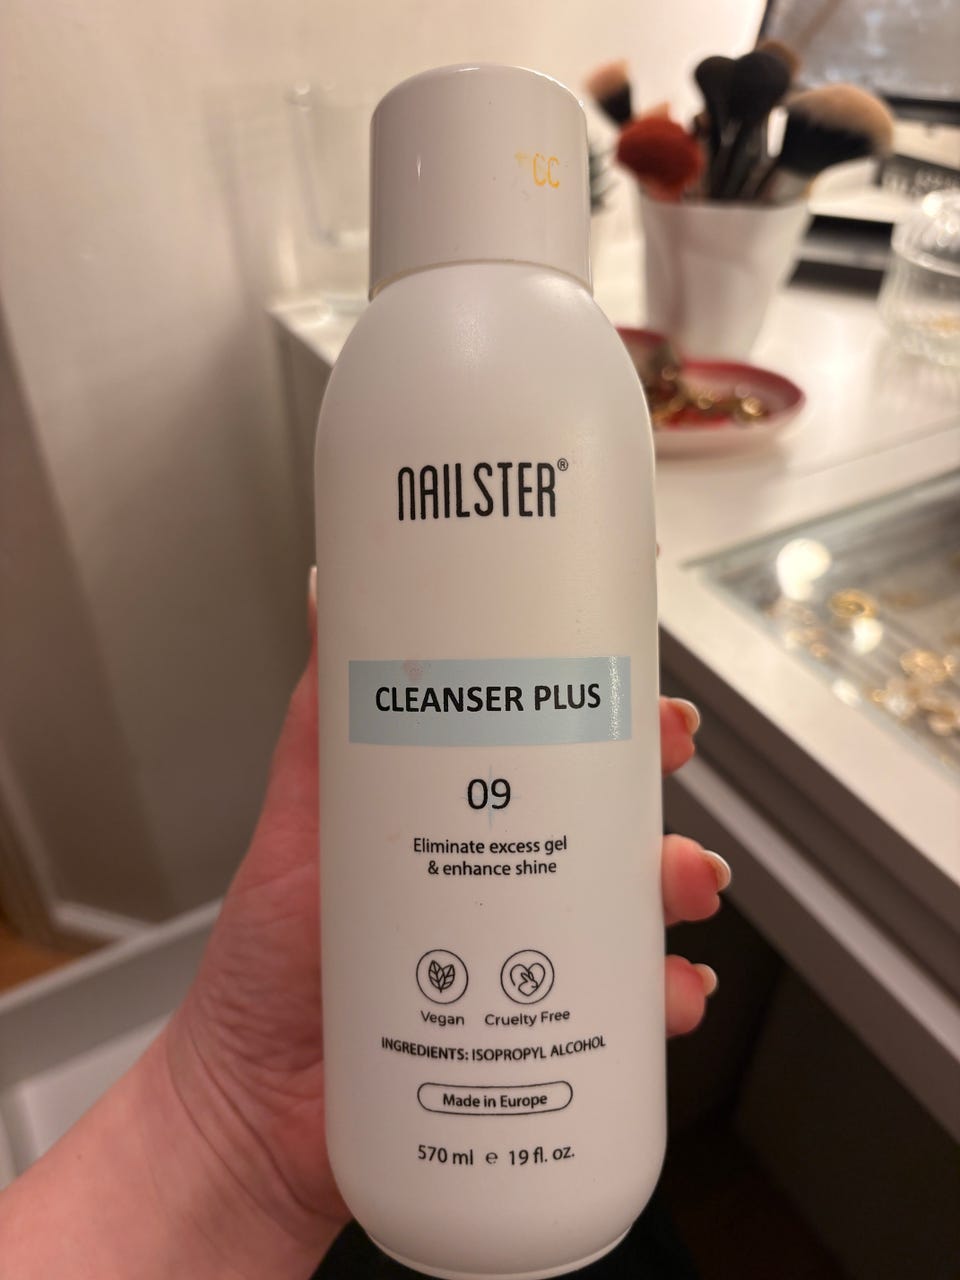 CC
NAILSTER®
CLEANSER PLUS
09
Eliminate excess gel
& enhance shine
Vegan Cruelty Free
INGREDIENTS: ISOPROPYL ALCOHOL
Made in Europe
570 ml e 19 fl. oz.